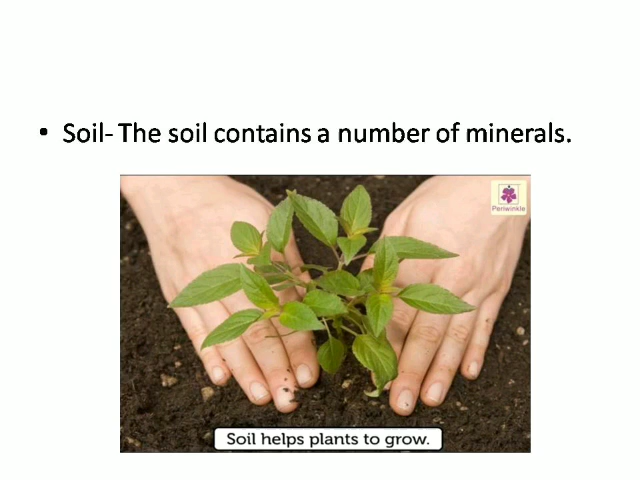 • Soil- The soil contains a number of minerals.
Periwinkle
Soil helps plants to grow.